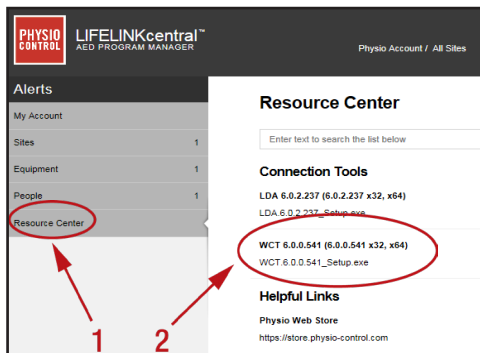 PHYSIO
CONTROL
LIFELINKcentral™
AED PROGRAM MANAGER
Physio Account / All Sites
Alerts
My Account
Sites 1
Equipment 1
People 1
Resource Center
Resource Center
Enter text to search the list below
Connection Tools
LDA 6.0.2.237 (6.0.2.237 x32, x64)
LDA.6.0.2.237_Setup.exe
WCT 6.0.0.541 (6.0.0.541 x32, x64)
WCT.6.0.0.541_Setup.exe
Helpful Links
Physio Web Store
https://store.physio-control.com
1
2